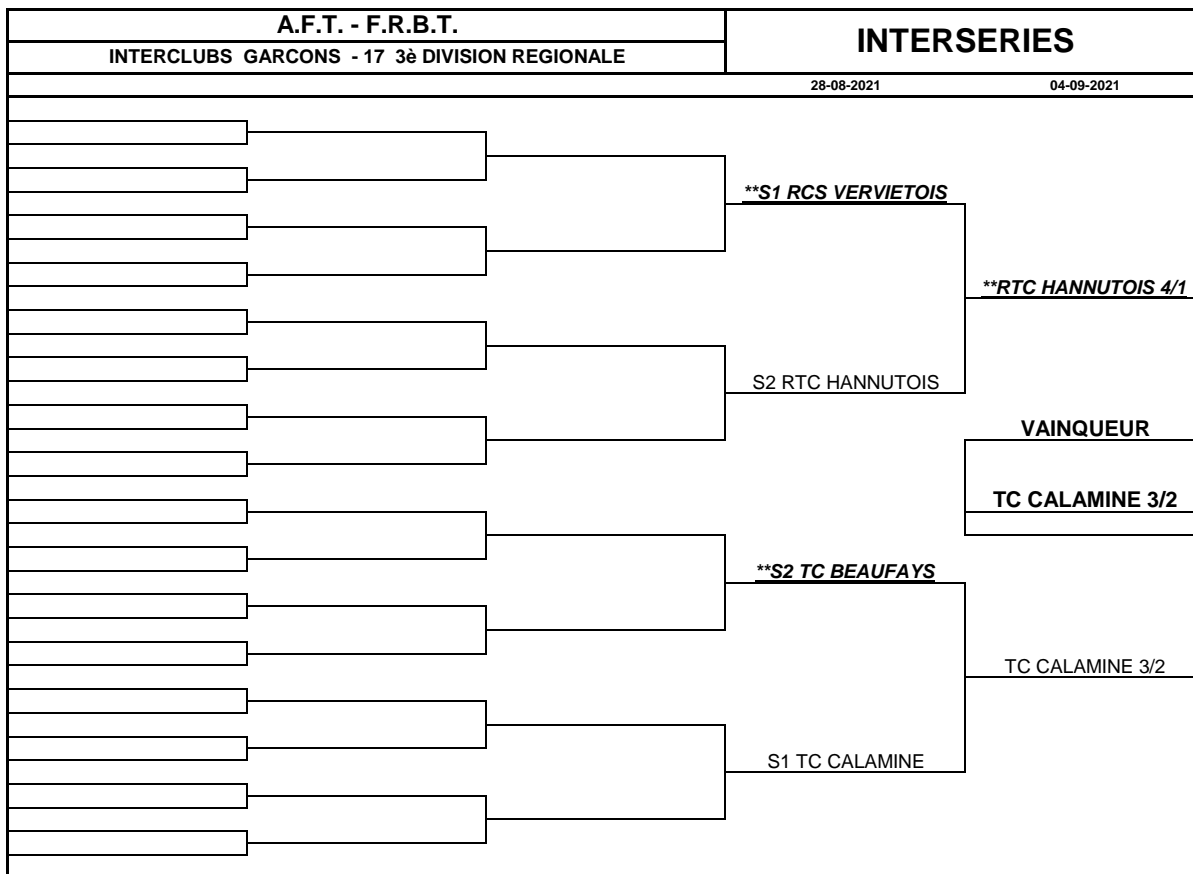 A.F.T. - F.R.B.T.
INTERCLUBS GARCONS - 17 3è DIVISION REGIONALE
INTERSERIES
28-08-2021 04-09-2021
**S1 RCS VERVIETOIS
**RTC HANNUTOIS 4/1
S2 RTC HANNUTOIS
VAINQUEUR
TC CALAMINE 3/2
**S2 TC BEAUFAYS
TC CALAMINE 3/2
S1 TC CALAMINE